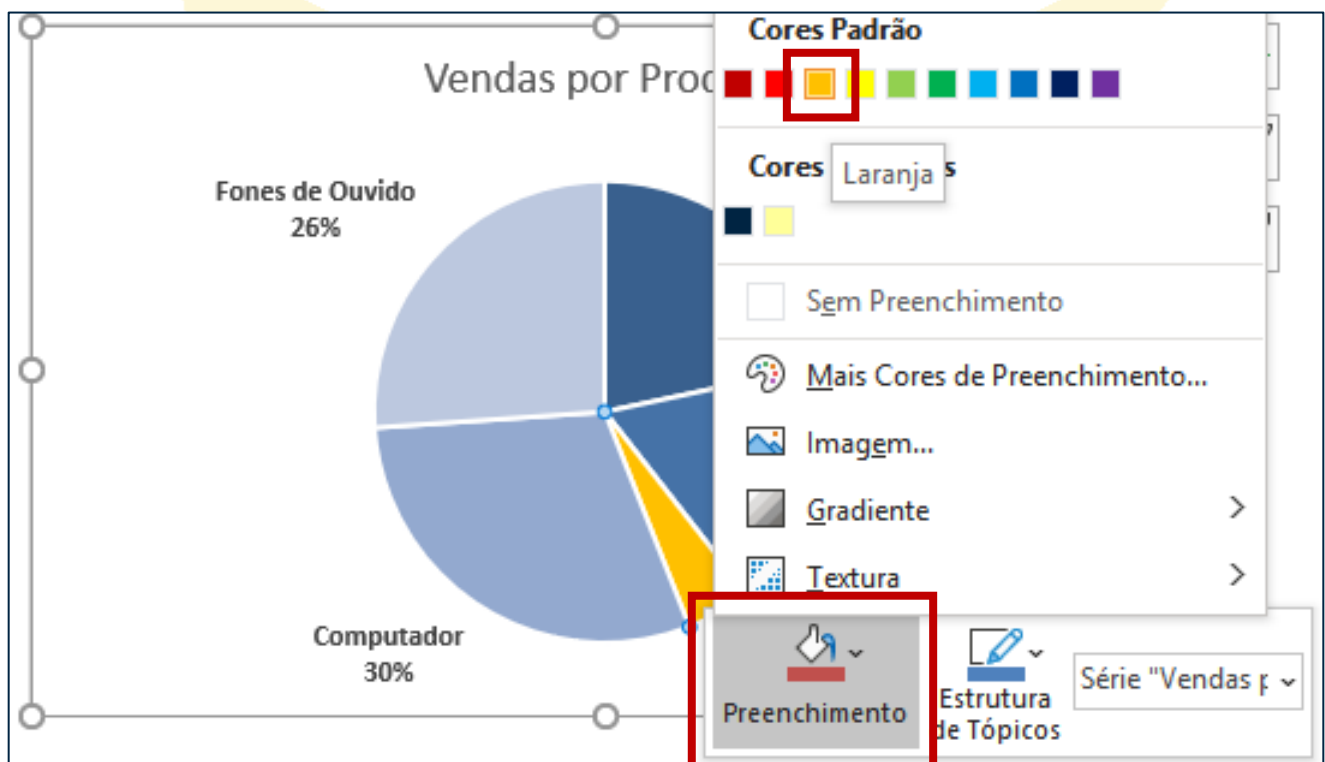 Vendas por Proc
Fones de Ouvido
26%
Computador
30%
Cores Padrão
Cores
Laranja
s
Sem Preenchimento
Mais Cores de Preenchimento...
Imagem...
Gradiente
Textura
Preenchimento
Estrutura
de Tópicos
Série "Vendas p